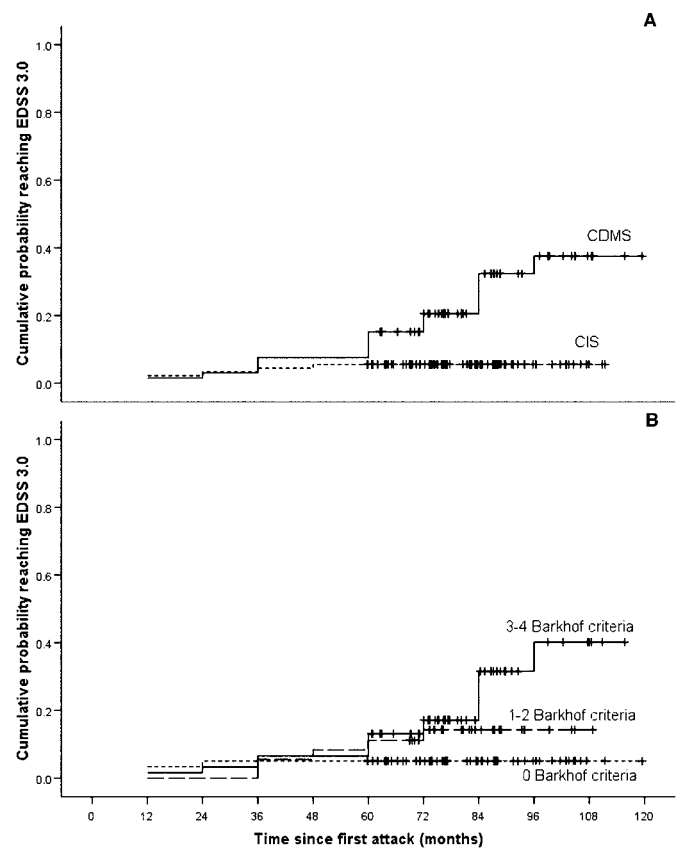 A
Cumulative probability reaching EDSS 3.0
1.0
0.8
0.6
0.4
0.2
0.0
CDMS
CIS
B
Cumulative probability reaching EDSS 3.0
1.0
0.8
0.6
0.4
0.2
0.0
3-4 Barkhof criteria
1-2 Barkhof criteria
0 Barkhof criteria
0 12 24 36 48 60 72 84 96 108 120
Time since first attack (months)